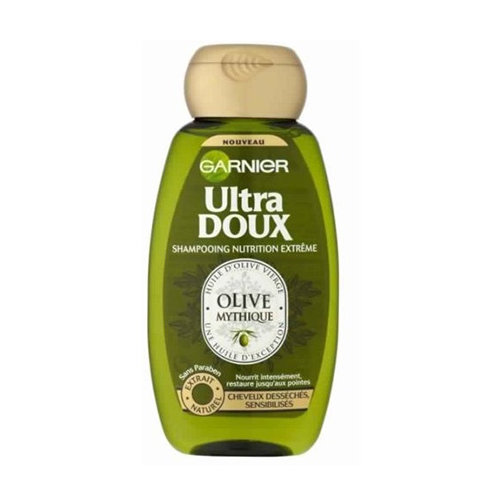 NOUVEAU
GARNIER
Ultra
DOUX
SHAMPOOING NUTRITION EXTRÊME
HUILE D'OLIVE VIERGE
OLIVE
MYTHIQUE
UNE HUILE D'EXCEPTION
Sans Paraben
EXTRAIT
NATUREL
Nourrit intensément,
restaure jusqu'aux pointes
CHEVEUX DESSÉCHÉS,
SENSIBILISÉS